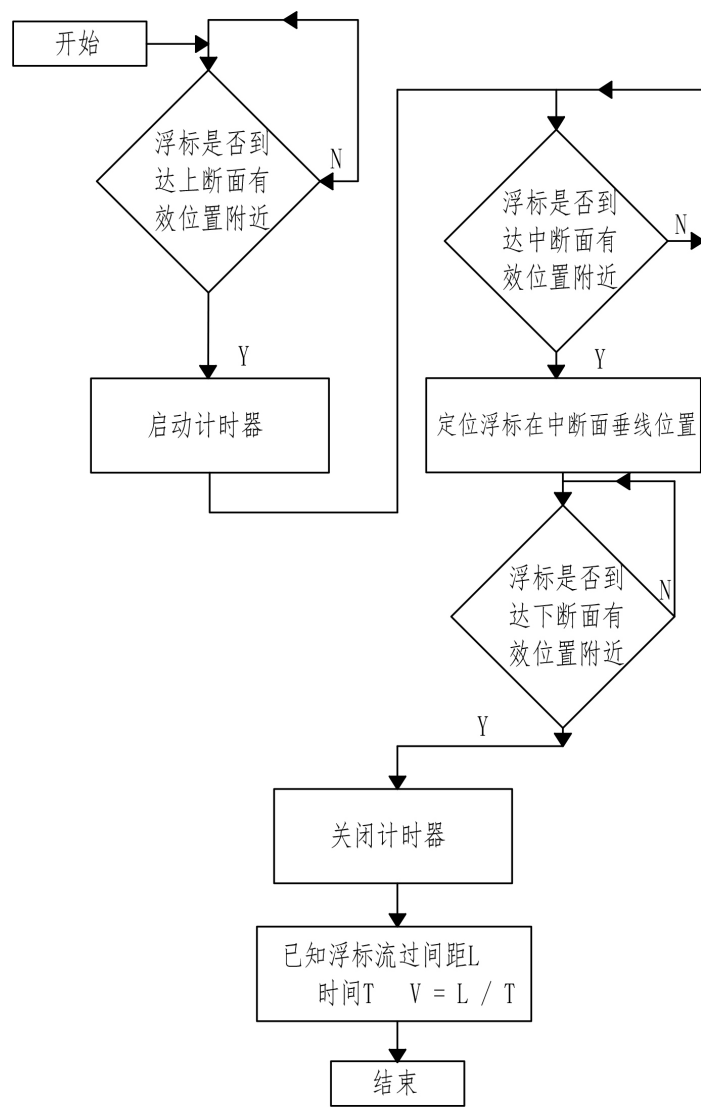 开始
浮标是否到
达上断面有
效位置附近
N
Y
启动计时器
浮标是否到
达中断面有
效位置附近
N
Y
定位浮标在中断面垂线位置
浮标是否到
达下断面有
效位置附近
N
Y
关闭计时器
已知浮标流过间距L
时间T V = L / T
结束